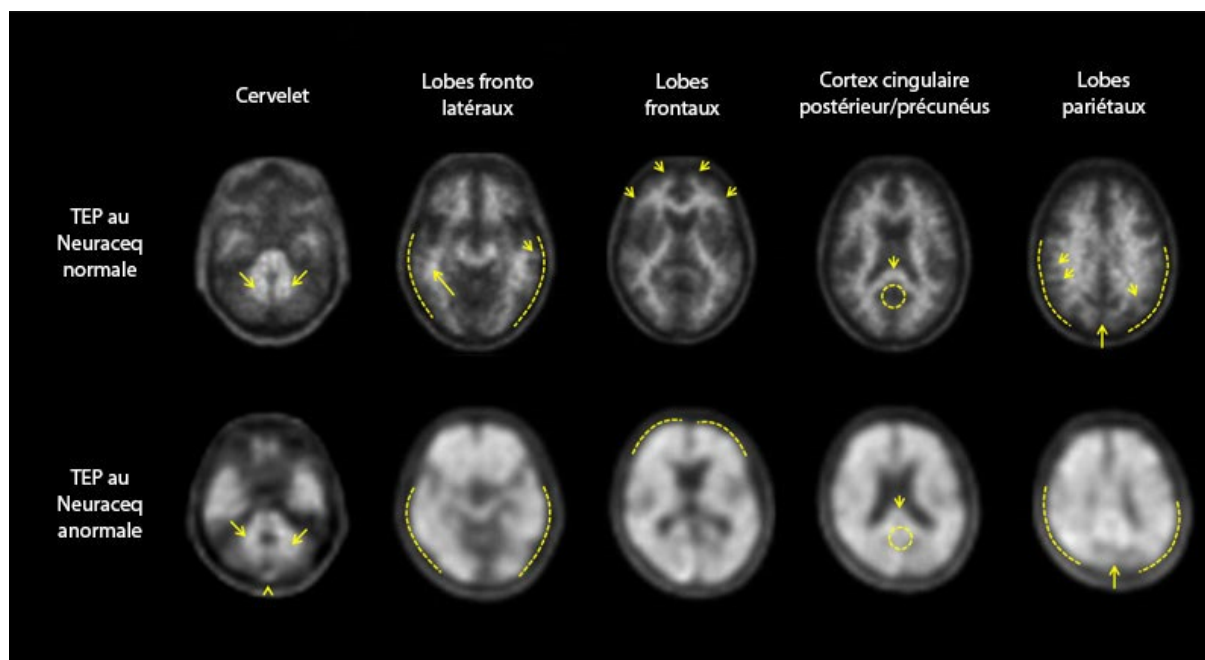 Cervelet
Lobes fronto
latéraux
Lobes
frontaux
Cortex cingulaire
postérieur/précunéus
Lobes
pariétaux
TEP au
Neuraceq
normale
TEP au
Neuraceq
anormale